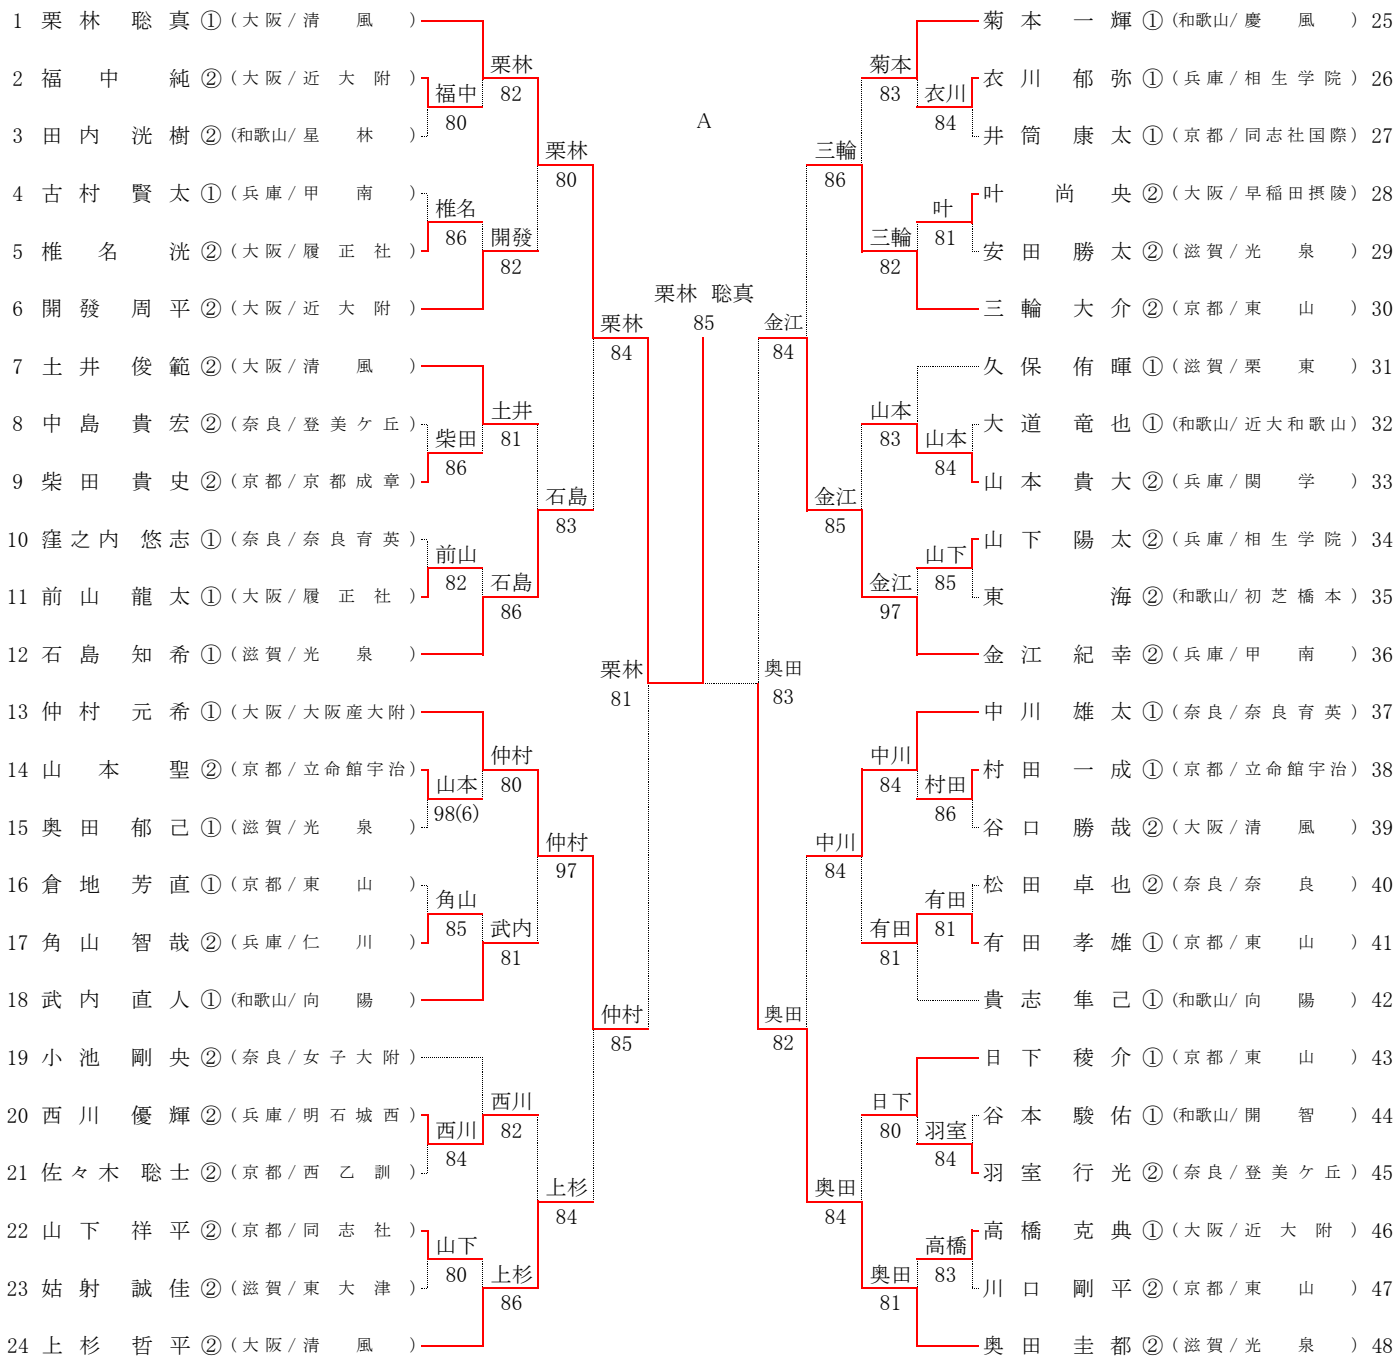 1 栗林 聡真 ① (大阪/清風)
2 福中 純 ② (大阪/近大附)
3 田内 洸樹 ② (和歌山/星林)
4 古村 賢太 ① (兵庫/甲南)
5 椎名 洸 ② (大阪/履正社)
6 開發 周平 ② (大阪/近大附)
7 土井 俊範 ② (大阪/清風)
8 中島 貴宏 ② (奈良/登美ケ丘)
9 柴田 貴史 ② (京都/京都成章)
10 窪之内 悠志 ① (奈良/奈良育英)
11 前山 龍太 ① (大阪/履正社)
12 石島 知希 ① (滋賀/光泉)
13 仲村 元希 ① (大阪/大阪産大附)
14 山本 聖 ② (京都/立命館宇治)
15 奥田 郁己 ① (滋賀/光泉)
16 倉地 芳直 ① (京都/東山)
17 角山 智哉 ② (兵庫/仁川)
18 武内 直人 ① (和歌山/向陽)
19 小池 剛央 ② (奈良/女子大附)
20 西川 優輝 ② (兵庫/明石城西)
21 佐々木 聡士 ② (京都/西乙訓)
22 山下 祥平 ② (京都/同志社)
23 姑射 誠佳 ② (滋賀/東大津)
24 上杉 哲平 ② (大阪/清風)
福中
80
椎名
86
柴田
86
前山
82
山本
98(6)
角山
85
西川
84
山下
80
栗林
82
開發
82
土井
81
石島
86
仲村
80
武内
81
西川
82
上杉
86
栗林
80
石島
83
仲村
97
上杉
84
栗林
84
仲村
85
栗林
81
A
栗林 聡真
85
奥田
83
金江
84
奥田
82
三輪
86
金江
85
中川
84
奥田
84
菊本
83
三輪
82
山本
83
金江
97
中川
84
有田
81
日下
80
奥田
81
衣川
84
叶
81
山本
84
山下
85
村田
86
有田
81
羽室
84
高橋
83
菊本 一輝 ① (和歌山/慶風) 25
衣川 郁弥 ① (兵庫/相生学院) 26
井筒 康太 ① (京都/同志社国際) 27
叶 尚央 ② (大阪/早稲田摂陵) 28
安田 勝太 ② (滋賀/光泉) 29
三輪 大介 ② (京都/東山) 30
久保 侑暉 ① (滋賀/栗東) 31
大道 竜也 ① (和歌山/近大和歌山) 32
山本 貴大 ② (兵庫/関学) 33
山下 陽太 ② (兵庫/相生学院) 34
東 海 ② (和歌山/初芝橋本) 35
金江 紀幸 ② (兵庫/甲南) 36
中川 雄太 ① (奈良/奈良育英) 37
村田 一成 ① (京都/立命館宇治) 38
谷口 勝哉 ② (大阪/清風) 39
松田 卓也 ② (奈良/奈良) 40
有田 孝雄 ① (京都/東山) 41
貴志 隼己 ① (和歌山/向陽) 42
日下 稜介 ① (京都/東山) 43
谷本 駿佑 ① (和歌山/開智) 44
羽室 行光 ② (奈良/登美ケ丘) 45
高橋 克典 ① (大阪/近大附) 46
川口 剛平 ② (京都/東山) 47
奥田 圭都 ② (滋賀/光泉) 48